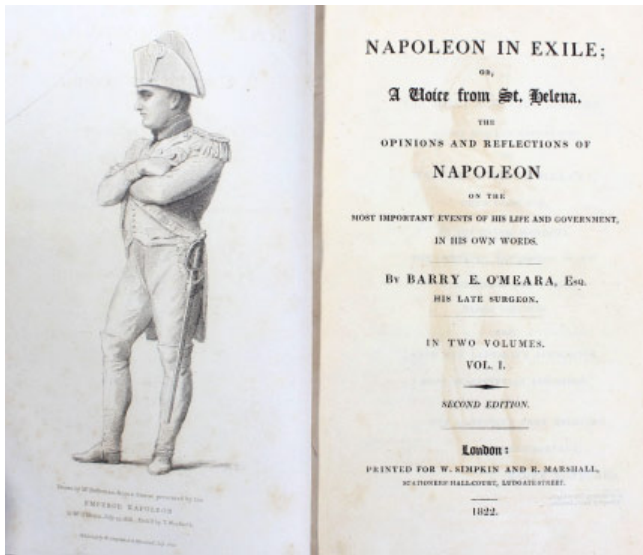 EMPEROR NAPOLEON
NAPOLEON IN EXILE;
OR,
A Voice from St. Helena.
THE
OPINIONS AND REFLECTIONS OF
NAPOLEON
ON THE
MOST IMPORTANT EVENTS OF HIS LIFE AND GOVERNMENT,
IN HIS OWN WORDS.
BY BARRY E. O'MEARA, ESQ.
HIS LATE SURGEON.
IN TWO VOLUMES.
VOL. I.
SECOND EDITION.
London:
PRINTED FOR W. SIMPKIN AND R. MARSHALL,
STATIONERS' HALL-COURT, LUDGATE-STREET.
1822.